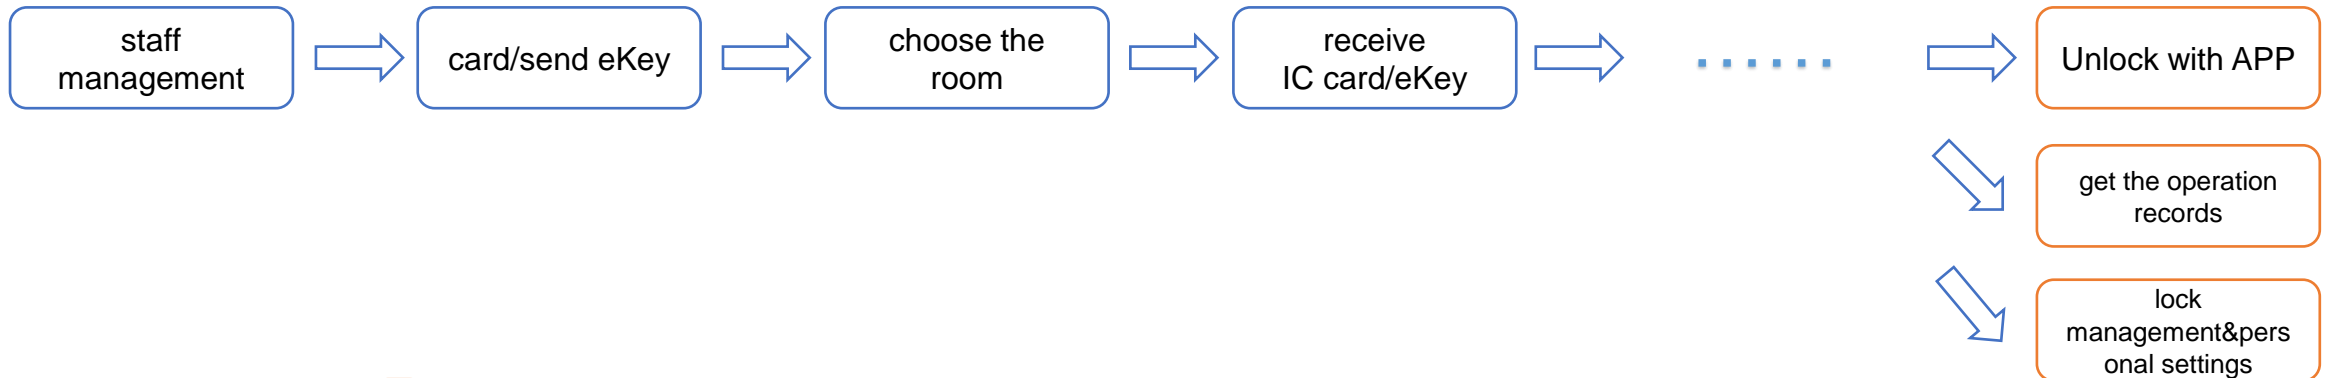 staff
management
card/send eKey
choose the
room
receive
IC card/eKey
......
Unlock with APP
get the operation
records
lock
management&pers
onal settings